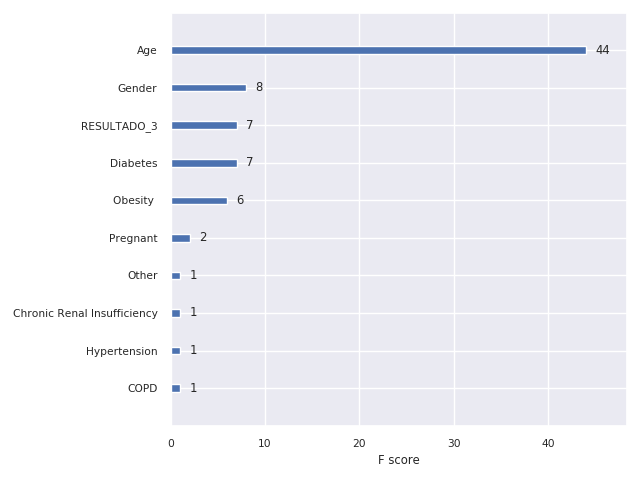 Age 44
Gender 8
RESULTADO_3 7
Diabetes 7
Obesity 6
Pregnant 2
Other 1
Chronic Renal Insufficiency 1
Hypertension 1
COPD 1
0 10 20 30 40
F score